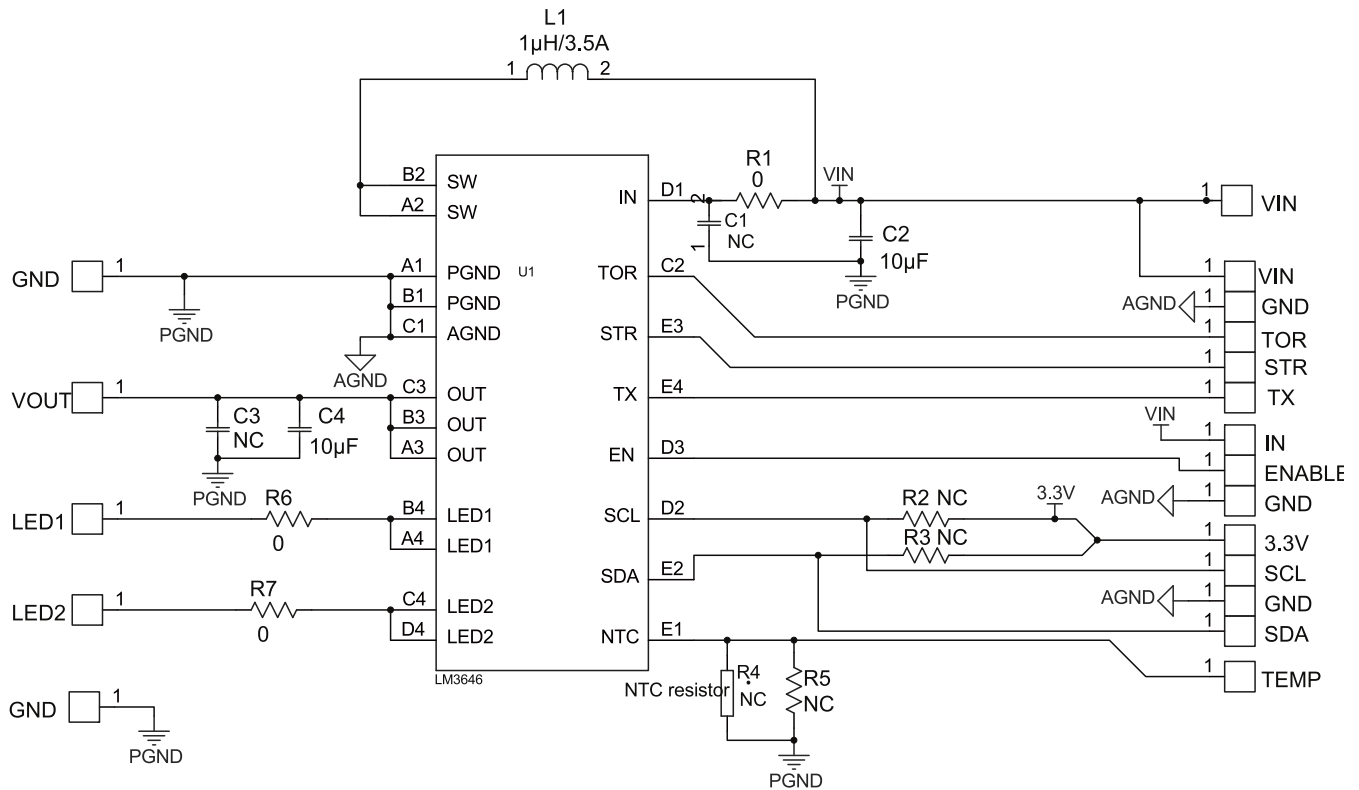 L1
1µH/3.5A
1 2
B2 SW
A2 SW
IN D1
2
C1
NC
1
R1
0
VIN
C2
10µF
PGND
1 VIN
GND 1
PGND
A1 PGND
U1
B1 PGND
C1 AGND
AGND
TOR C2
STR E3
TX E4
1 VIN
AGND 1 GND
1 TOR
1 STR
1 TX
VOUT 1
C3
NC
C4
10µF
PGND
C3 OUT
B3 OUT
A3 OUT
EN D3
VIN
1 IN
1 ENABLE
AGND 1 GND
LED1 1
R6
0
B4 LED1
A4 LED1
SCL D2
R2 NC
3.3V
R3 NC
SDA E2
1 3.3V
1 SCL
AGND 1 GND
1 SDA
LED2 1
R7
0
C4 LED2
D4 LED2
NTC E1
LM3646
NTC resistor
R4
NC
R5
NC
PGND
1 TEMP
GND 1
PGND